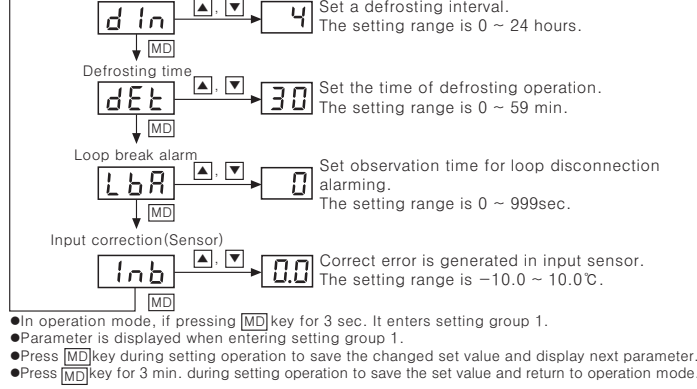 dIn ▲, ▼ 4 Set a defrosting interval.
The setting range is 0 ~ 24 hours.
MD
Defrosting time
dEt ▲, ▼ 30 Set the time of defrosting operation.
The setting range is 0 ~ 59 min.
MD
Loop break alarm
LbA ▲, ▼ 0 Set observation time for loop disconnection
alarming.
The setting range is 0 ~ 999sec.
MD
Input correction(Sensor)
Inb ▲, ▼ 0.0 Correct error is generated in input sensor.
The setting range is −10.0 ~ 10.0℃.
MD
●In operation mode, if pressing MD key for 3 sec. It enters setting group 1.
●Parameter is displayed when entering setting group 1.
●Press MD key during setting operation to save the changed set value and display next parameter.
●Press MD key for 3 min. during setting operation to save the set value and return to operation mode.